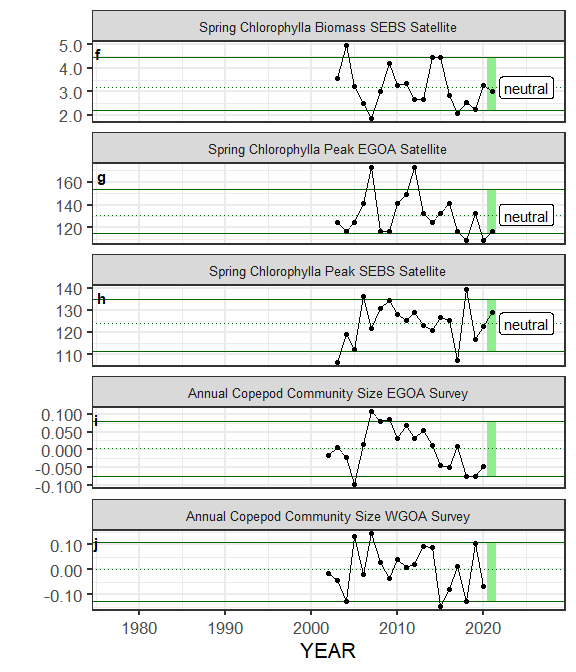 Spring Chlorophylla Biomass SEBS Satellite
5.0
f
4.0
3.0
neutral
2.0
Spring Chlorophylla Peak EGOA Satellite
g
160
140
neutral
120
Spring Chlorophylla Peak SEBS Satellite
140
h
130
120
neutral
110
Annual Copepod Community Size EGOA Survey
0.100
i
0.050
0.000
-0.050
-0.100
Annual Copepod Community Size WGOA Survey
j
0.10
0.00
-0.10
1980 1990 2000 2010 2020
YEAR